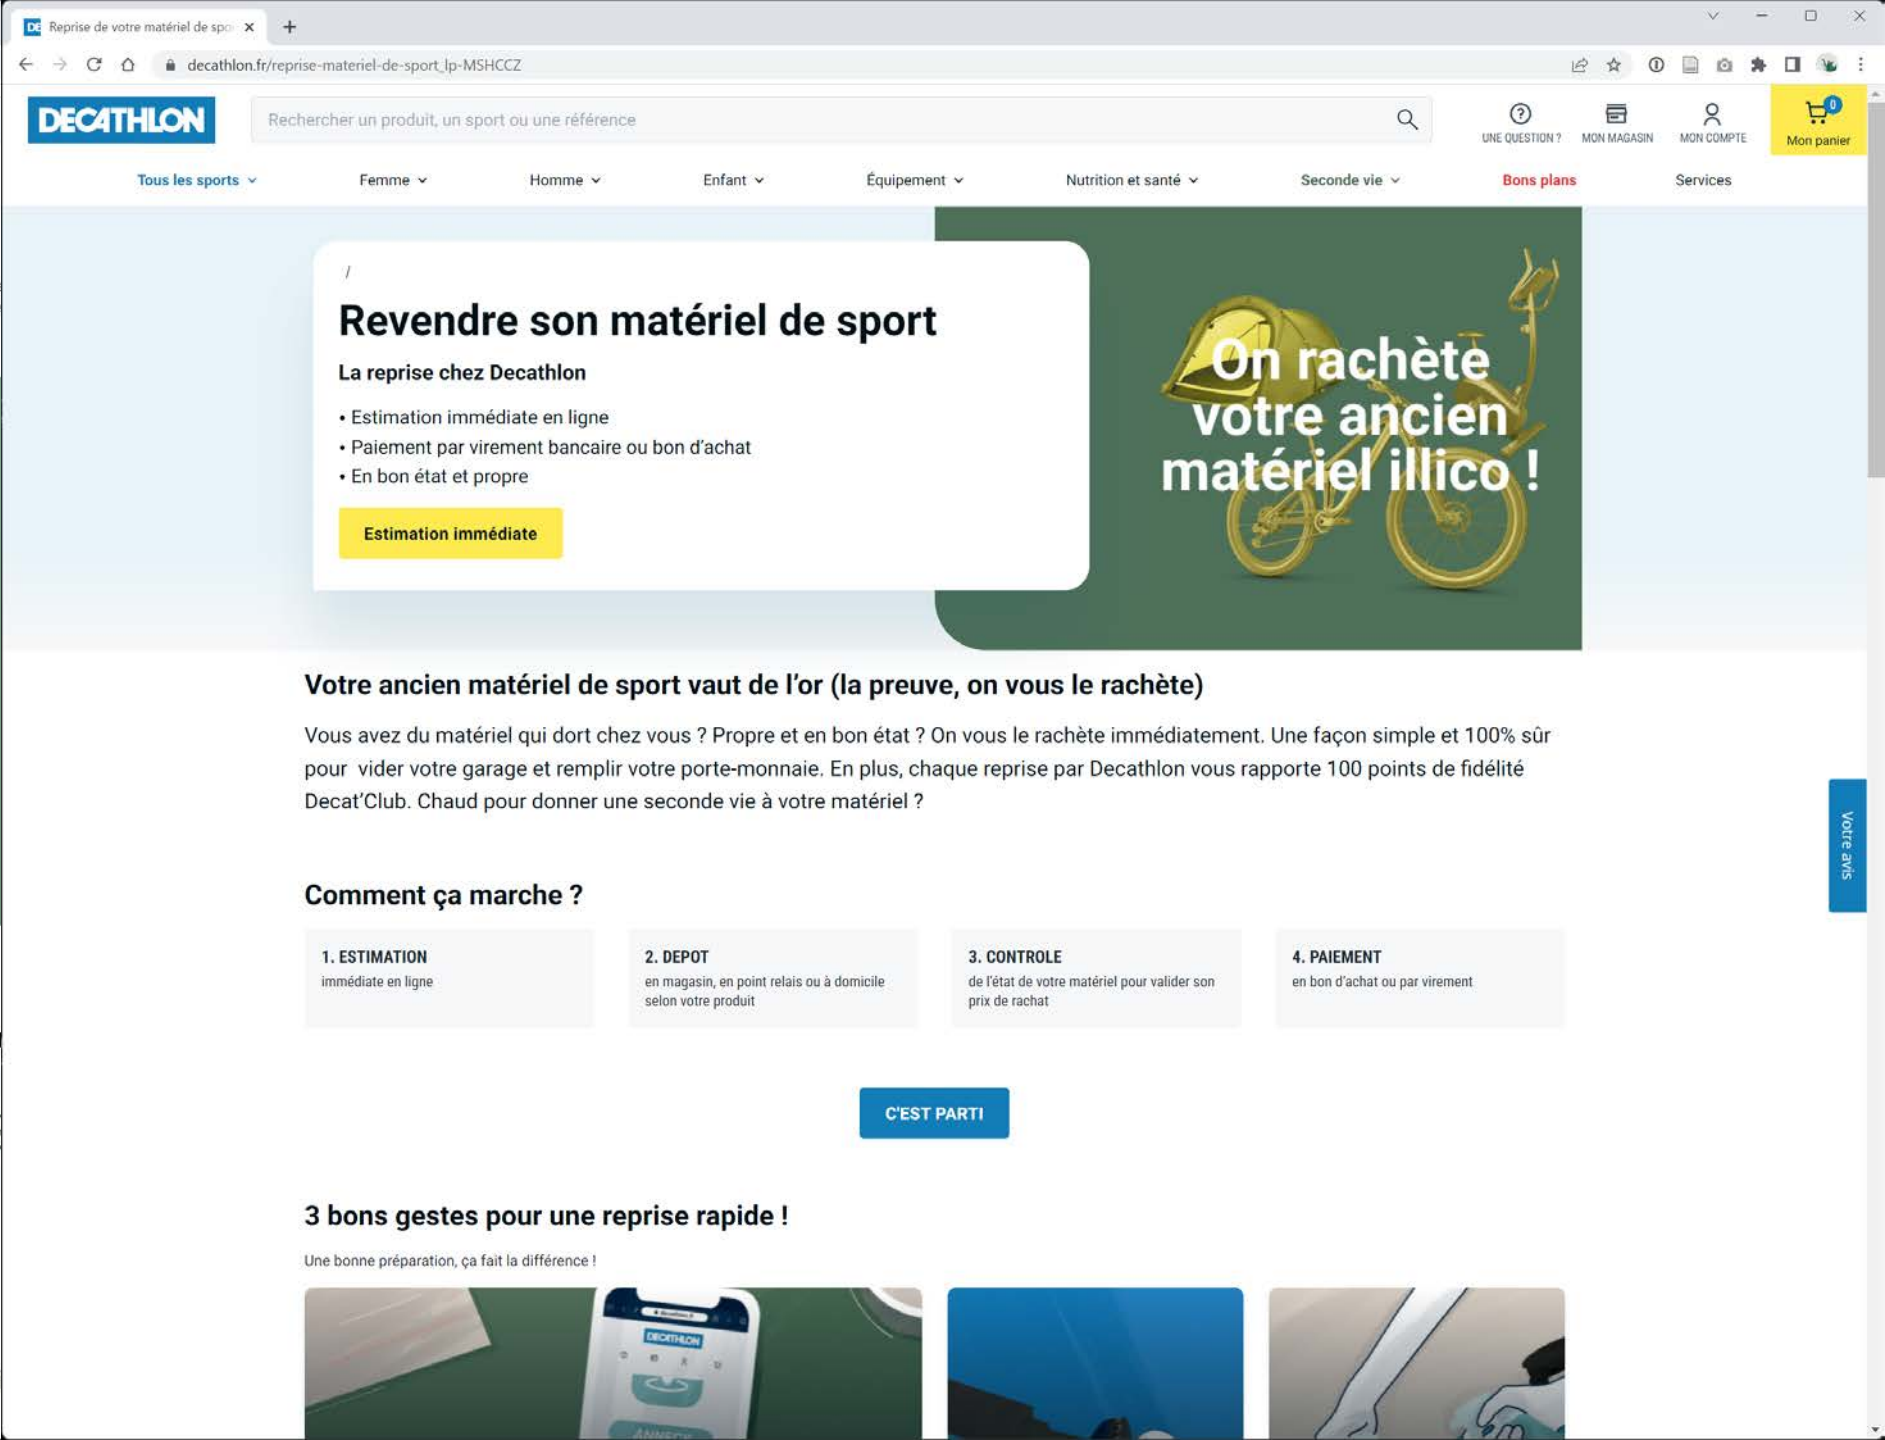 Reprise de votre matériel de spo
decathlon.fr/reprise-materiel-de-sport_lp-MSHCCZ
DECATHLON
Rechercher un produit, un sport ou une référence
UNE QUESTION ?
MON MAGASIN
MON COMPTE
0
Mon panier
Tous les sports
Femme
Homme
Enfant
Équipement
Nutrition et santé
Seconde vie
Bons plans
Services
/
Revendre son matériel de sport
La reprise chez Decathlon
• Estimation immédiate en ligne
• Paiement par virement bancaire ou bon d'achat
• En bon état et propre
Estimation immédiate
On rachète
votre ancien
matériel illico !
Votre ancien matériel de sport vaut de l'or (la preuve, on vous le rachète)
Vous avez du matériel qui dort chez vous ? Propre et en bon état ? On vous le rachète immédiatement. Une façon simple et 100% sûr
pour vider votre garage et remplir votre porte-monnaie. En plus, chaque reprise par Decathlon vous rapporte 100 points de fidélité
Decat'Club. Chaud pour donner une seconde vie à votre matériel ?
Votre avis
Comment ça marche ?
1. ESTIMATION
immédiate en ligne
2. DEPOT
en magasin, en point relais ou à domicile
selon votre produit
3. CONTROLE
de l'état de votre matériel pour valider son
prix de rachat
4. PAIEMENT
en bon d'achat ou par virement
C'EST PARTI
3 bons gestes pour une reprise rapide !
Une bonne préparation, ça fait la différence !
DECATHLON